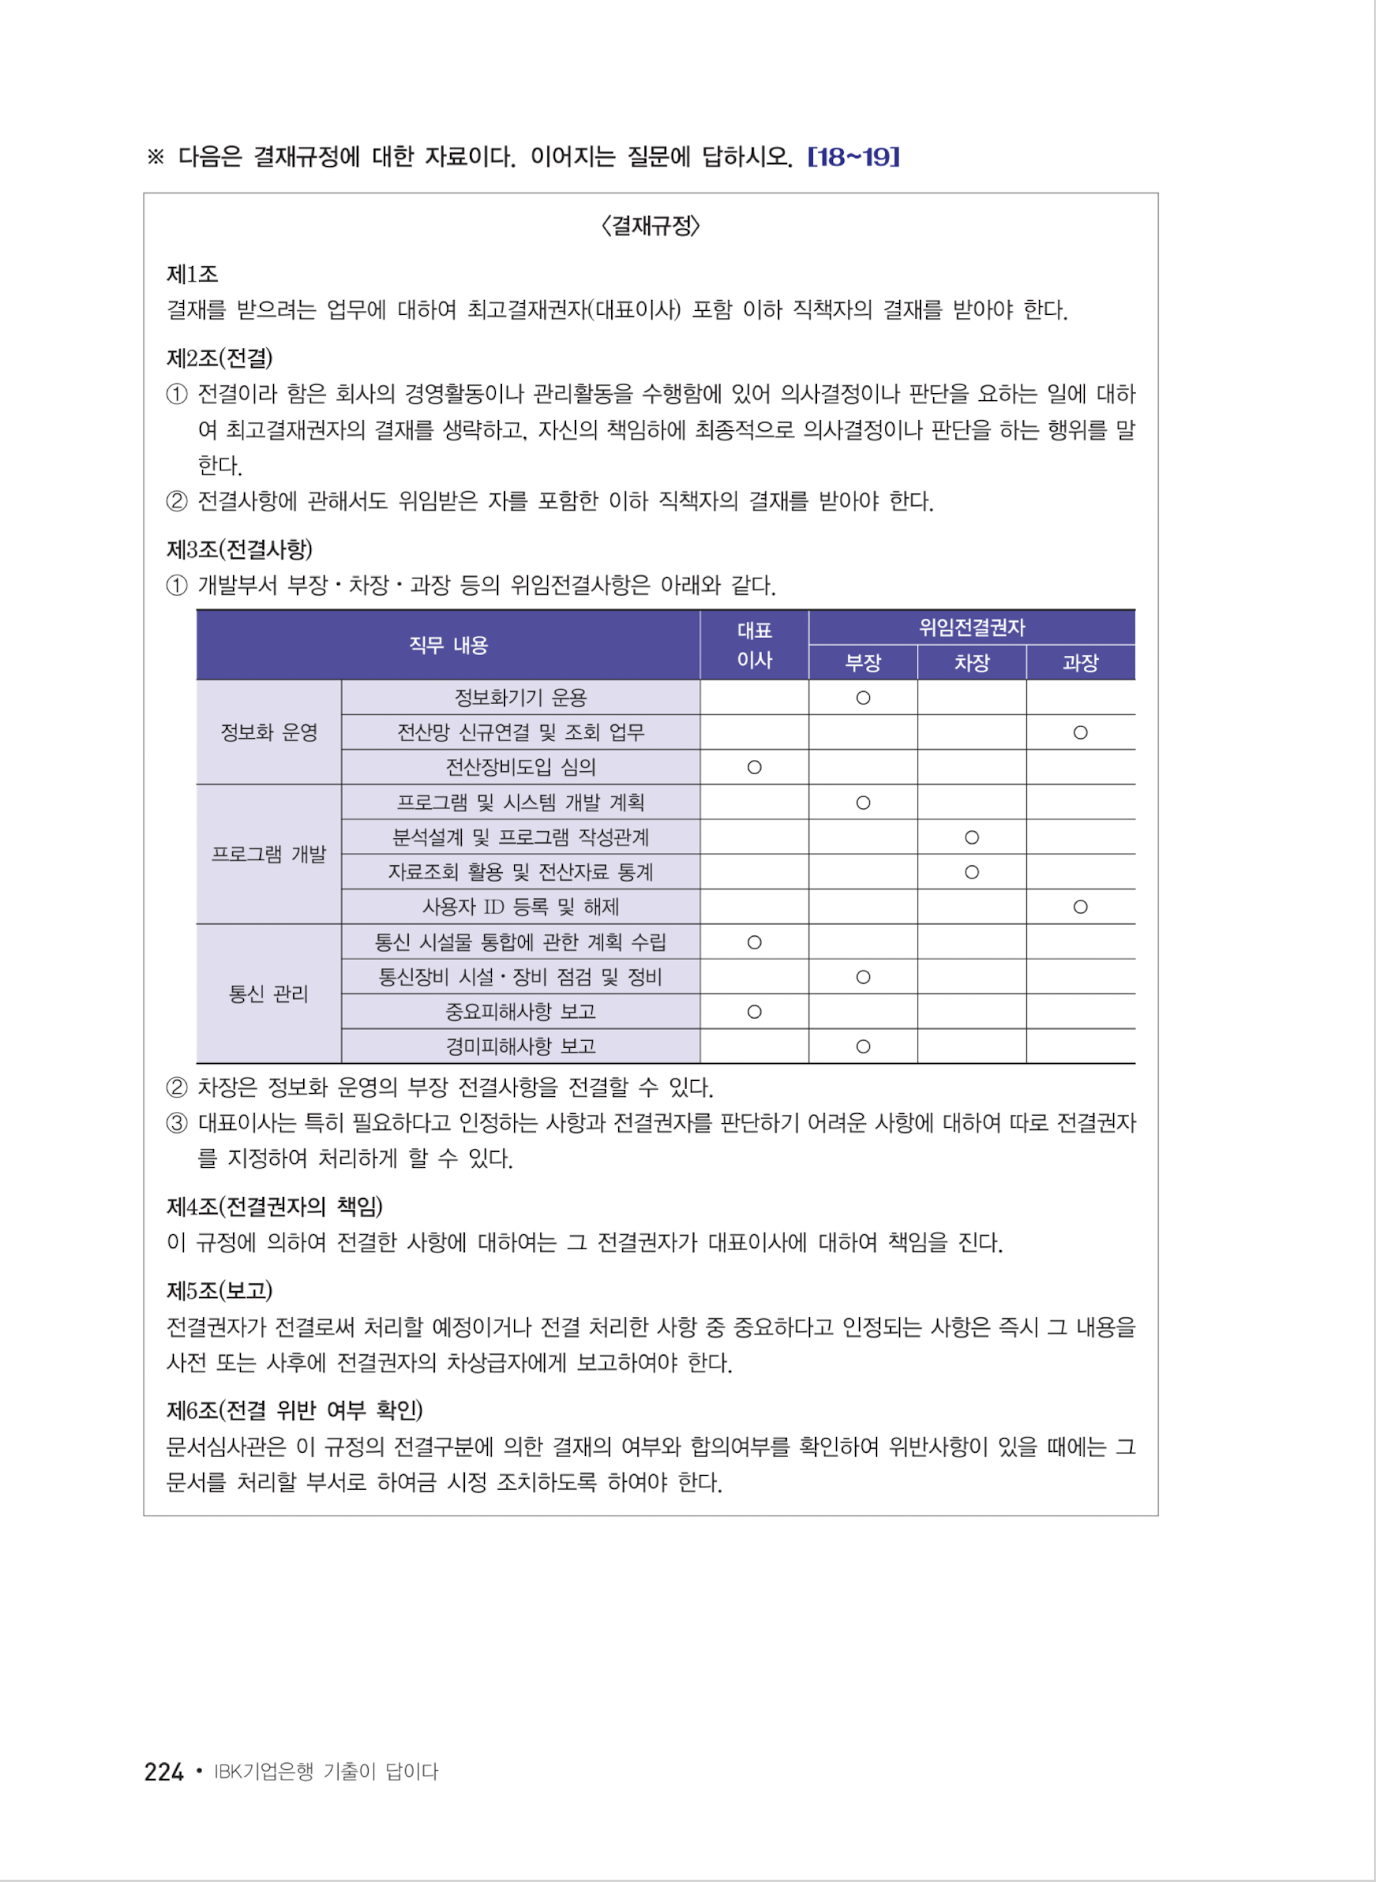 ※ 다음은 결재규정에 대한 자료이다. 이어지는 질문에 답하시오. [18~19]
〈결재규정〉
제1조
결재를 받으려는 업무에 대하여 최고결재권자(대표이사) 포함 이하 직책자의 결재를 받아야 한다.
제2조(전결)
① 전결이라 함은 회사의 경영활동이나 관리활동을 수행함에 있어 의사결정이나 판단을 요하는 일에 대하
여 최고결재권자의 결재를 생략하고, 자신의 책임하에 최종적으로 의사결정이나 판단을 하는 행위를 말
한다.
② 전결사항에 관해서도 위임받은 자를 포함한 이하 직책자의 결재를 받아야 한다.
제3조(전결사항)
① 개발부서 부장·차장·과장 등의 위임전결사항은 아래와 같다.
직무 내용 대표 이사 위임전결권자
부장 차장 과장
정보화 운영 정보화기기 운용 ○
전산망 신규연결 및 조회 업무 ○
전산장비도입 심의 ○
프로그램 개발 프로그램 및 시스템 개발 계획 ○
분석설계 및 프로그램 작성관계 ○
자료조회 활용 및 전산자료 통계 ○
사용자 ID 등록 및 해제 ○
통신 관리 통신 시설물 통합에 관한 계획 수립 ○
통신장비 시설·장비 점검 및 정비 ○
중요피해사항 보고 ○
경미피해사항 보고 ○
② 차장은 정보화 운영의 부장 전결사항을 전결할 수 있다.
③ 대표이사는 특히 필요하다고 인정하는 사항과 전결권자를 판단하기 어려운 사항에 대하여 따로 전결권자
를 지정하여 처리하게 할 수 있다.
제4조(전결권자의 책임)
이 규정에 의하여 전결한 사항에 대하여는 그 전결권자가 대표이사에 대하여 책임을 진다.
제5조(보고)
전결권자가 전결로써 처리할 예정이거나 전결 처리한 사항 중 중요하다고 인정되는 사항은 즉시 그 내용을
사전 또는 사후에 전결권자의 차상급자에게 보고하여야 한다.
제6조(전결 위반 여부 확인)
문서심사관은 이 규정의 전결구분에 의한 결재의 여부와 합의여부를 확인하여 위반사항이 있을 때에는 그
문서를 처리할 부서로 하여금 시정 조치하도록 하여야 한다.
224 • IBK기업은행 기출이 답이다